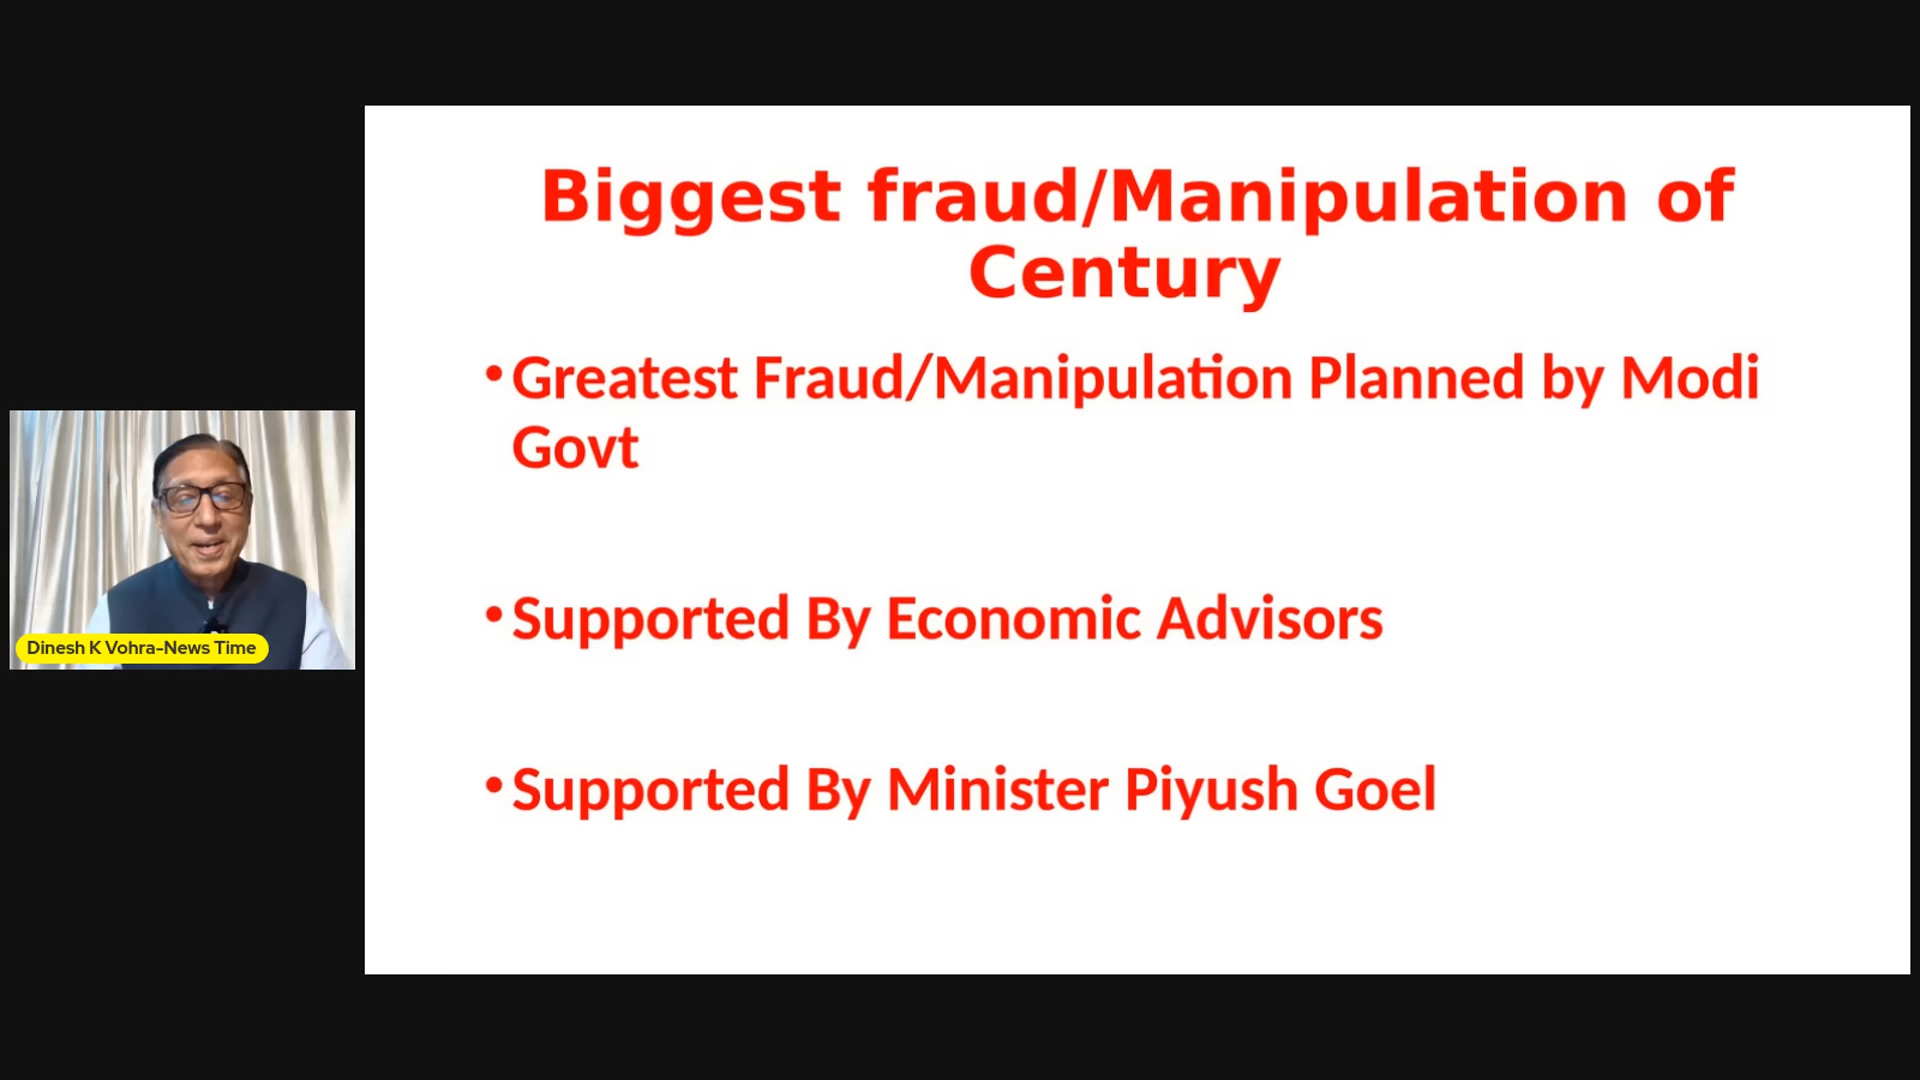 Biggest fraud/Manipulation of
Century
• Greatest Fraud/Manipulation Planned by Modi
Govt
• Supported By Economic Advisors
• Supported By Minister Piyush Goel
Dinesh K Vohra-News Time